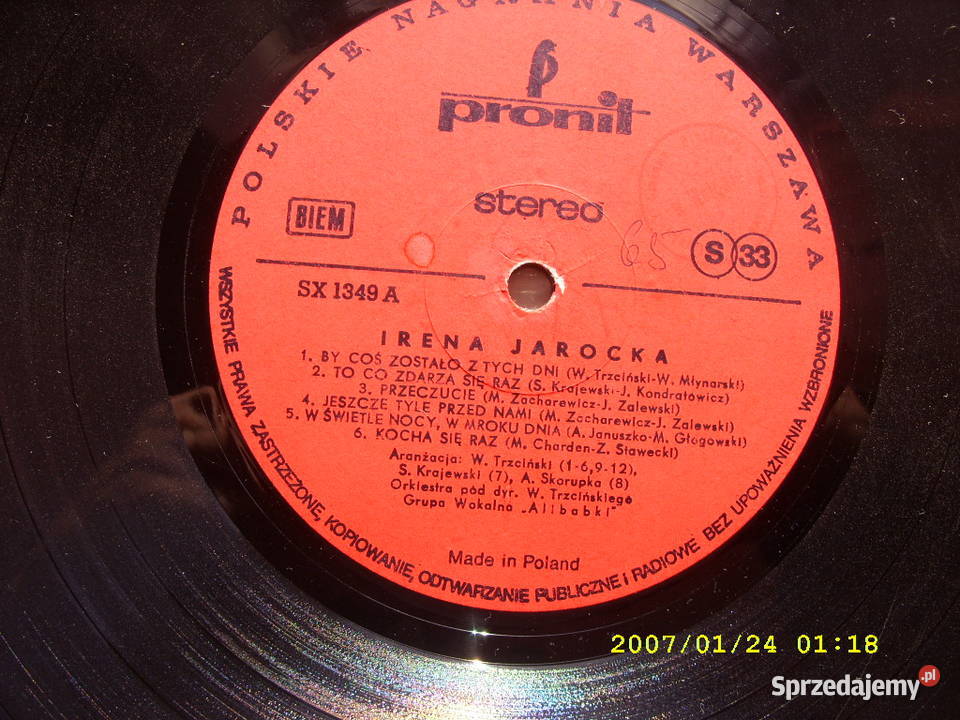 POLSKIE NAGRANIA WARSZAWA
pronit
stereo
BIEM
65
S 33
SX 1349 A
IRENA JAROCKA
1. BY COŚ ZOSTAŁO Z TYCH DNI (W. Trzciński-W. Młynarski)
2. TO CO ZDARZA SIĘ RAZ (S. Krajewski-J. Kondratowicz)
3. PRZECZUCIE (M. Zacharewicz-J. Zalewski)
4. JESZCZE TYLE PRZED NAMI (M. Zacharewicz-J. Zalewski)
5. W ŚWIETLE NOCY, W MROKU DNIA (A. Januszko-M. Głogowski)
6. KOCHA SIĘ RAZ (M. Charden-Z. Stawecki)
Aranżacja: W. Trzciński (1-6,9-12),
S. Krajewski (7), A. Skorupka (8)
Orkiestra pod dyr. W. Trzcińskiego
Grupa Wokalna „Alibabki"
Made in Poland
WSZYSTKIE PRAWA ZASTRZEŻONE, KOPIOWANIE, ODTWARZANIE PUBLICZNE I RADIOWE BEZ UPOWAŻNIENIA WZBRONIONE
2007/01/24 01:18
Sprzedajemy.pl